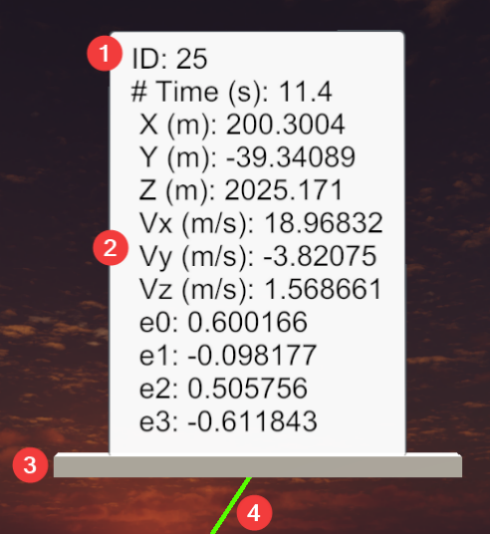 1 ID: 25
# Time (s): 11.4
X (m): 200.3004
Y (m): -39.34089
Z (m): 2025.171
Vx (m/s): 18.96832
2 Vy (m/s): -3.82075
Vz (m/s): 1.568661
e0: 0.600166
e1: -0.098177
e2: 0.505756
e3: -0.611843
3
4